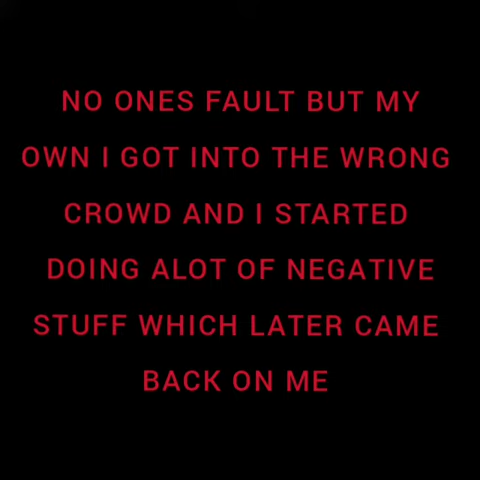 NO ONES FAULT BUT MY
OWN I GOT INTO THE WRONG
CROWD AND I STARTED
DOING ALOT OF NEGATIVE
STUFF WHICH LATER CAME
BACK ON ME